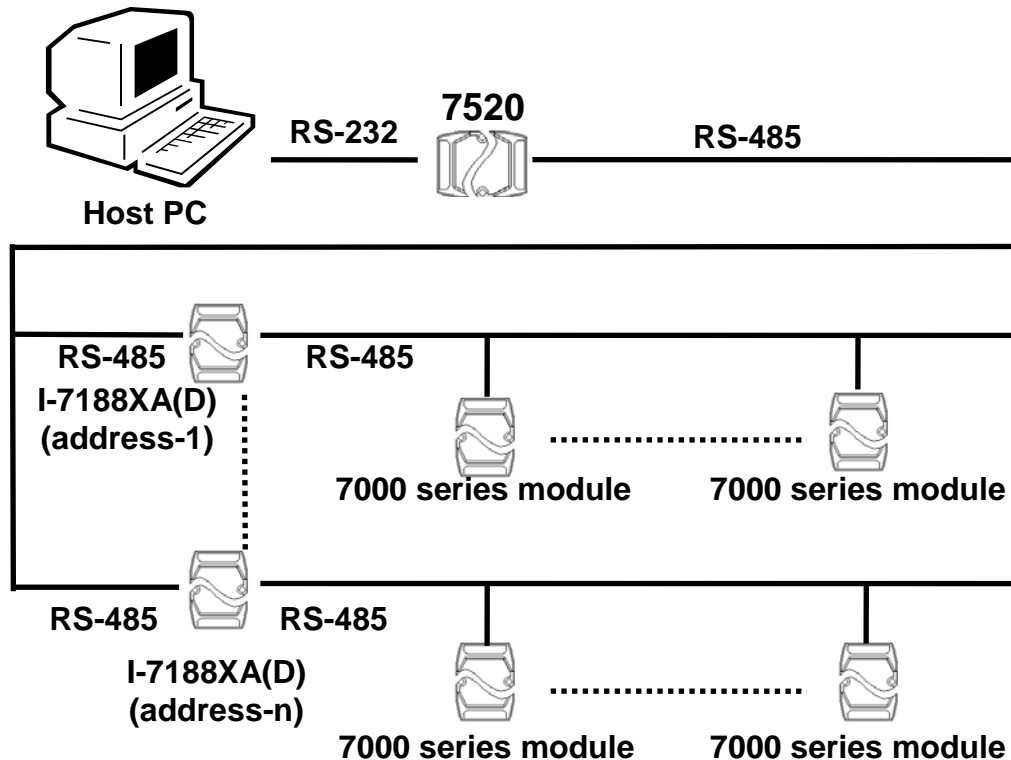 7520
RS-232
RS-485
Host PC
RS-485
RS-485
I-7188XA(D)
(address-1)
7000 series module
7000 series module
RS-485
RS-485
I-7188XA(D)
(address-n)
7000 series module
7000 series module